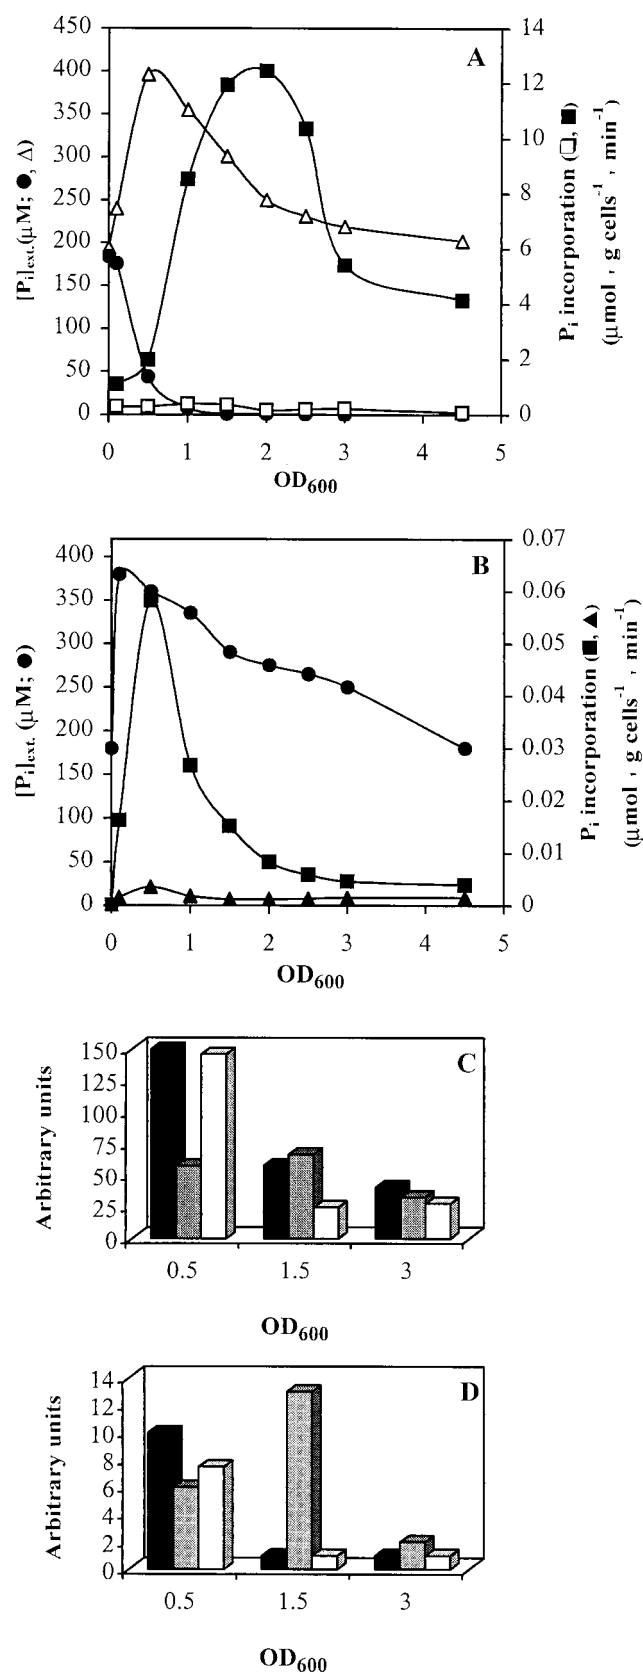 A
450
400
350
300
250
200
150
100
50
0
[Pi]ext.(µM; ●, Δ)
14
12
10
8
6
4
2
0
Pi incorporation (□, ■)
(µmol . g cells-1 . min-1)
0 1 2 3 4 5
OD600
B
400
350
300
250
200
150
100
50
0
[Pi]ext. (µM; ●)
0.07
0.06
0.05
0.04
0.03
0.02
0.01
0
Pi incorporation (■, ▲)
(µmol . g cells-1 . min-1)
0 1 2 3 4 5
OD600
C
150
125
100
75
50
25
0
Arbitrary units
0.5 1.5 3
OD600
D
14
12
10
8
6
4
2
0
Arbitrary units
0.5 1.5 3
OD600